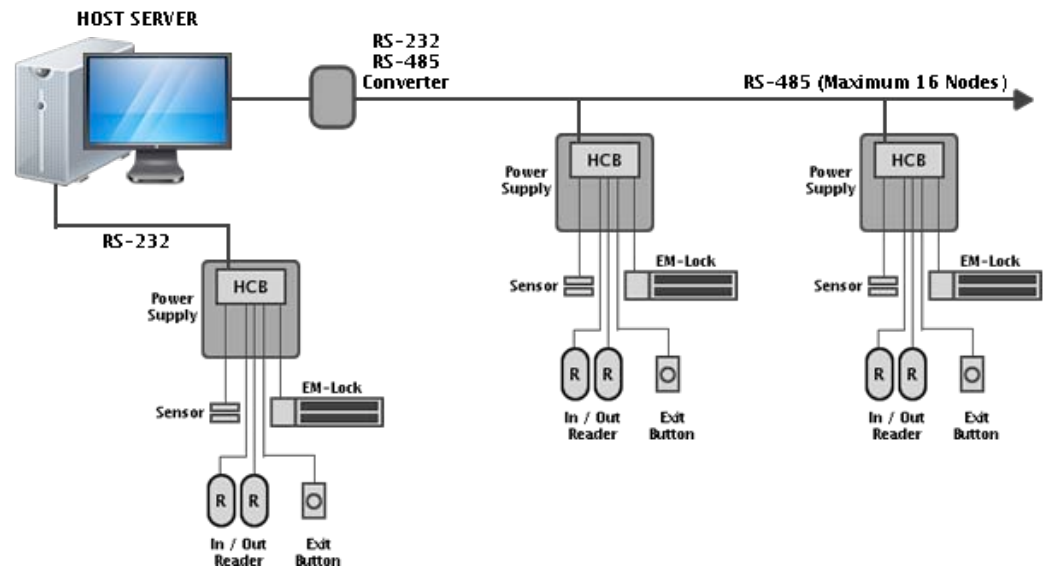 HOST SERVER
RS-232
RS-485
Converter
RS-485 (Maximum 16 Nodes)
HCB
Power
Supply
Sensor
EM-Lock
R R
In / Out
Reader
Exit
Button
HCB
Power
Supply
Sensor
EM-Lock
R R
In / Out
Reader
Exit
Button
RS-232
HCB
Power
Supply
Sensor
EM-Lock
R R
In / Out
Reader
Exit
Button